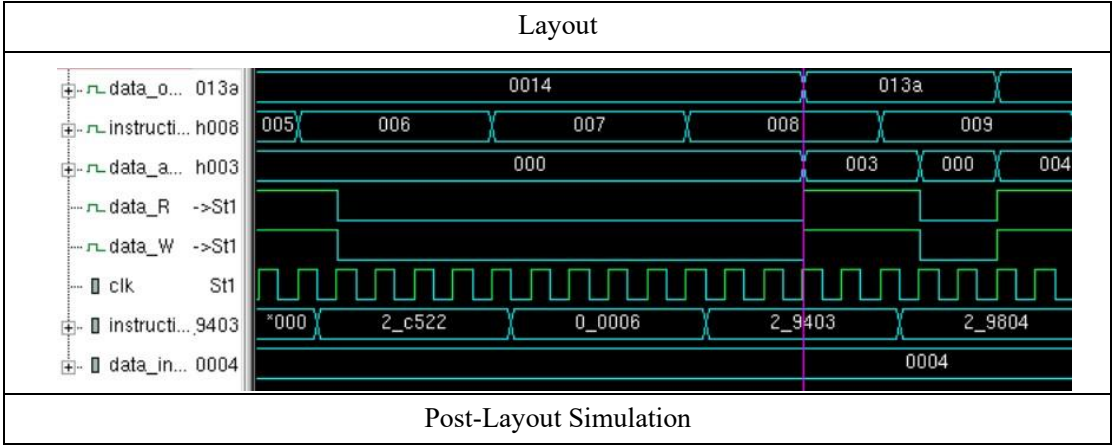 Layout
data_o... 013a 0014 013a
instructi... h008 005 006 007 008 009
data_a... h003 000 003 000 004
data_R ->St1
data_W ->St1
clk St1
instructi... ,9403 *000 2_c522 0_0006 2_9403 2_9804
data_in... 0004 0004
Post-Layout Simulation